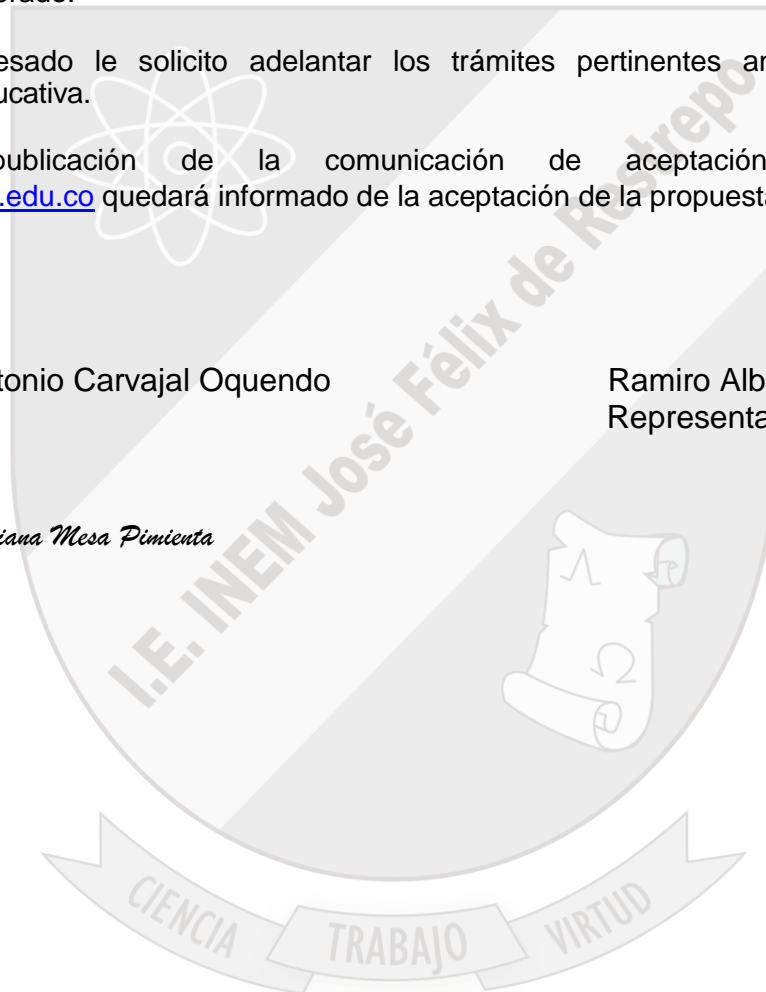 esado le solicito adelantar los trámites pertinentes
ucativa.
publicación de la comunicación de aceptación
.edu.co quedará informado de la aceptación de la propuesta
tonio Carvajal Oquendo Ramiro Alb
Representa
iana Mesa Pimienta
I.E. INEM José Félix de Restrepo
CIENCIA TRABAJO VIRTUD